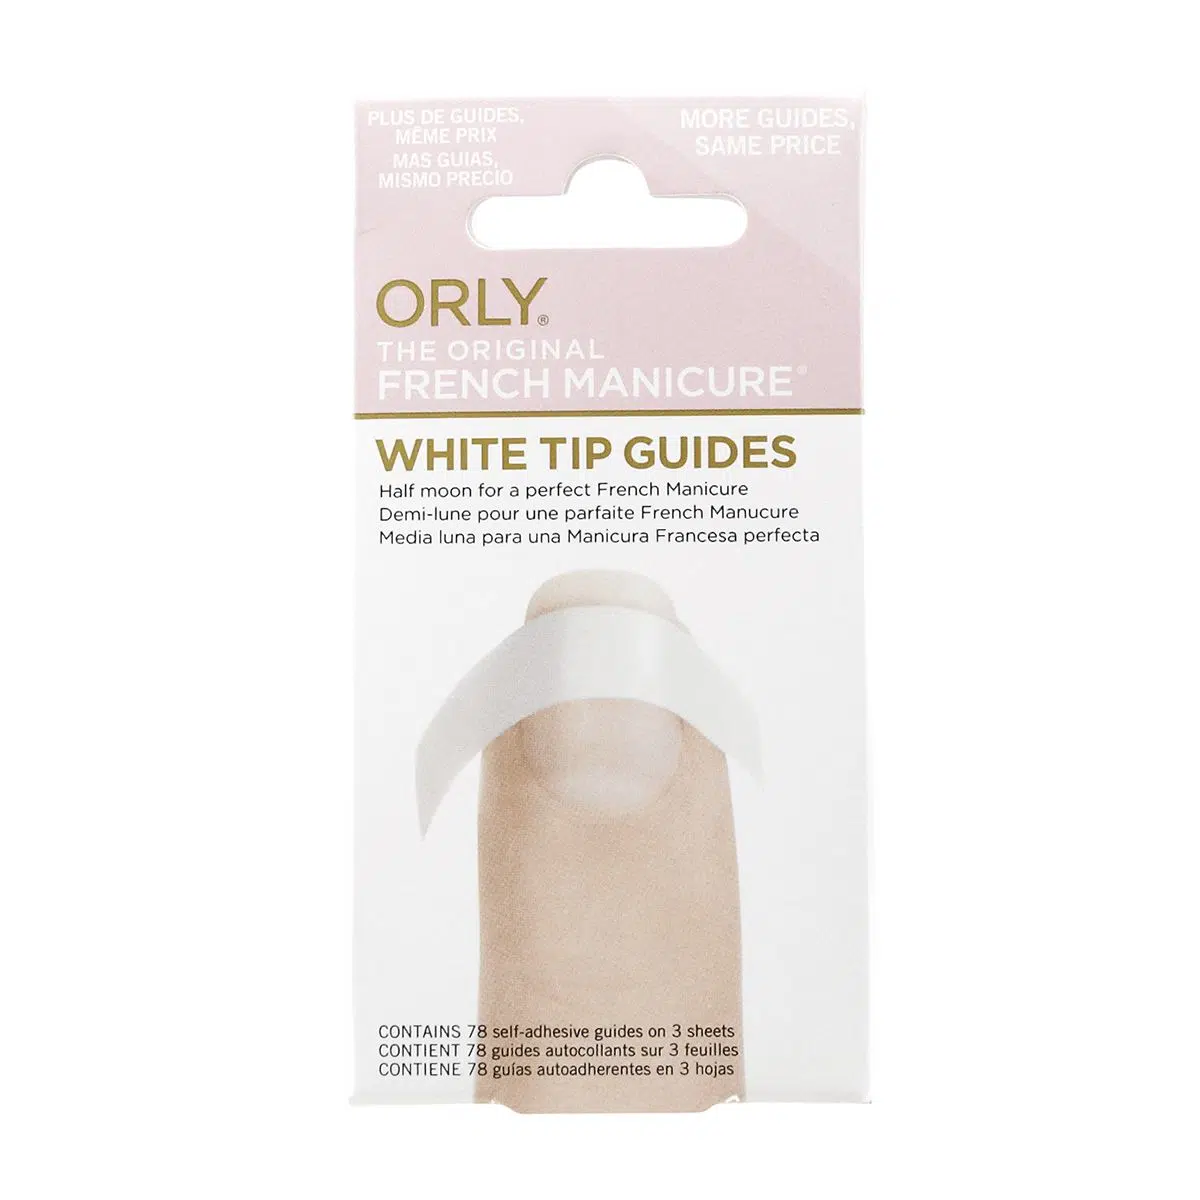 PLUS DE GUIDES,
MÊME PRIX
MAS GUIAS,
MISMO PRECIO
MORE GUIDES,
SAME PRICE
ORLY®
THE ORIGINAL
FRENCH MANICURE®
WHITE TIP GUIDES
Half moon for a perfect French Manicure
Demi-lune pour une parfaite French Manucure
Media luna para una Manicura Francesa perfecta
CONTAINS 78 self-adhesive guides on 3 sheets
CONTIENT 78 guides autocollants sur 3 feuilles
CONTIENE 78 guías autoadherentes en 3 hojas